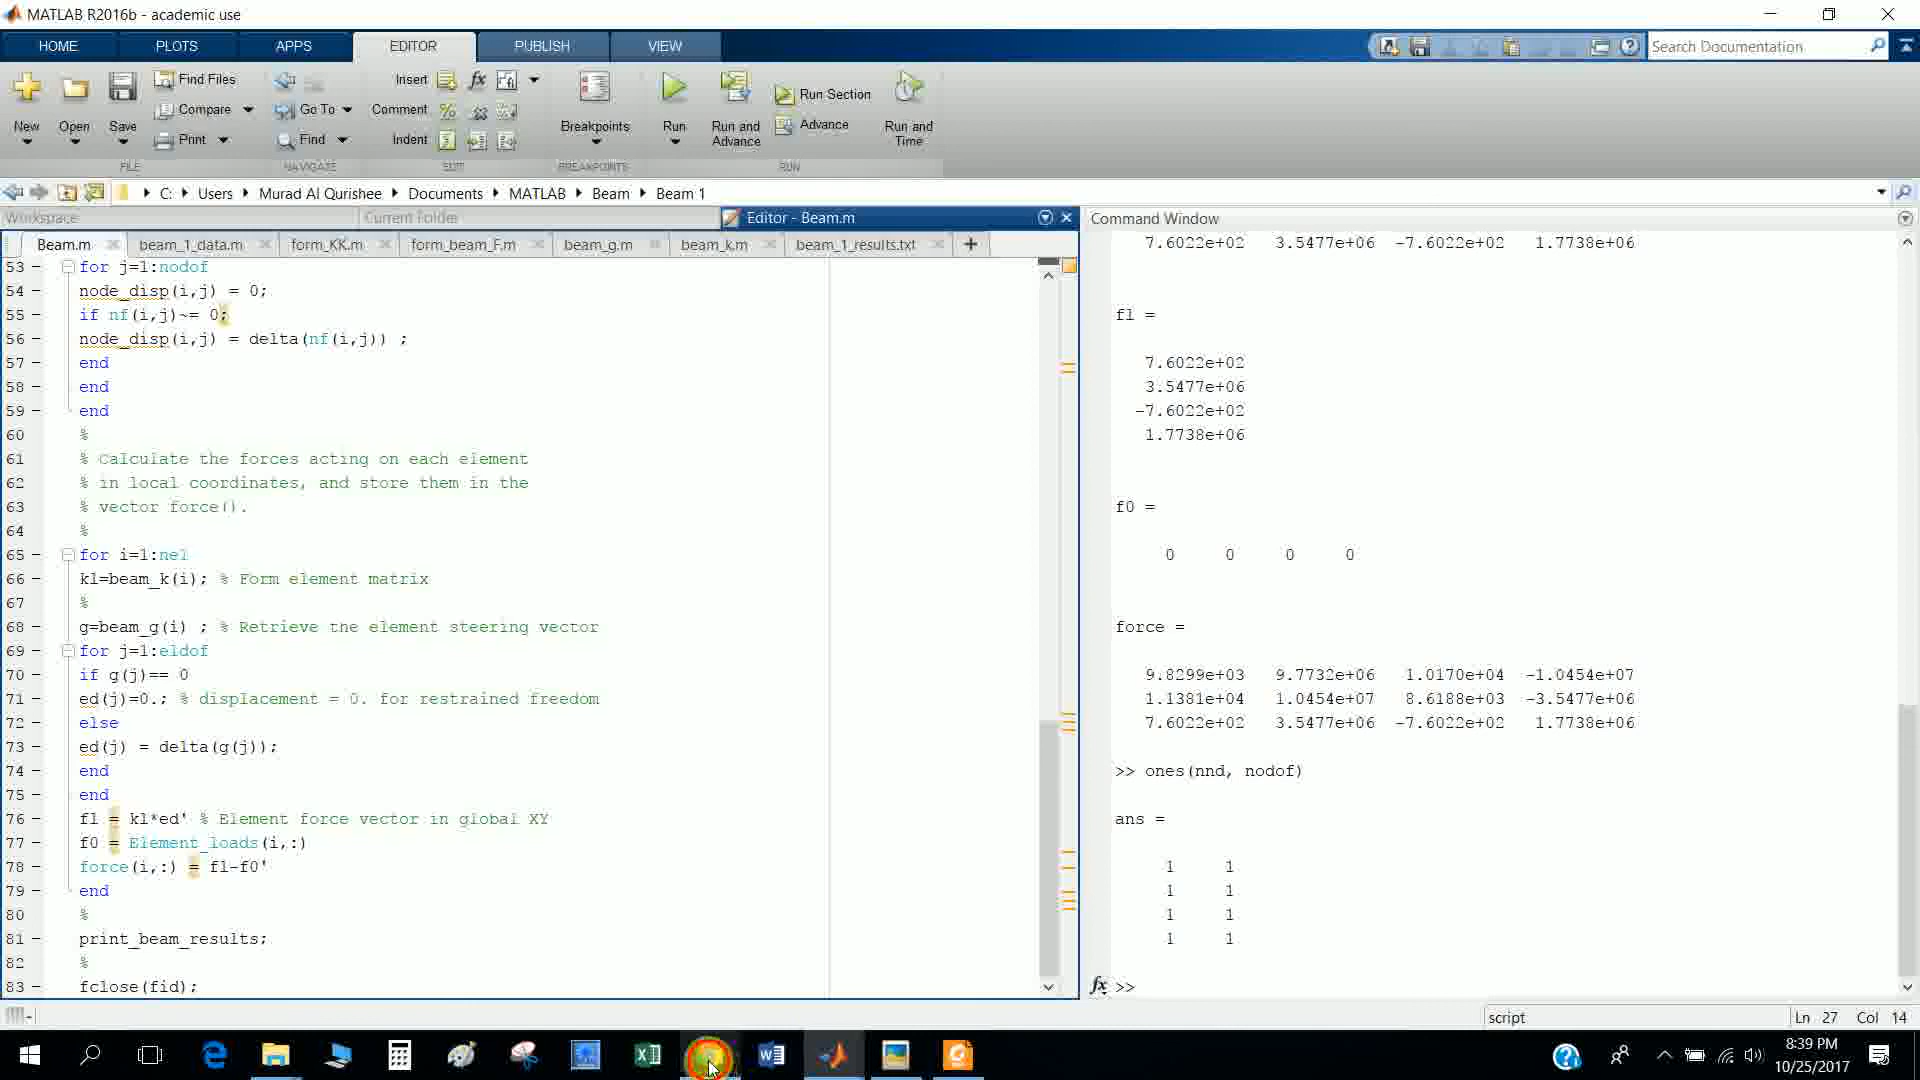 MATLAB R2016b - academic use
HOME PLOTS APPS EDITOR PUBLISH VIEW
Search Documentation
New Open Save
Find Files
Compare
Print
Go To
Find
Insert
Comment
Indent
Breakpoints
Run
Run and Advance
Run Section
Advance
Run and Time
FILE NAVIGATE EDIT BREAKPOINTS RUN
C: Users Murad Al Qurishee Documents MATLAB Beam Beam 1
Workspace
Current Folder
Editor - Beam.m
Beam.m beam_1_data.m form_KK.m form_beam_F.m beam_g.m beam_k.m beam_1_results.txt
53 - for j=1:nodof
54 - node_disp(i,j) = 0;
55 - if nf(i,j)~= 0;
56 - node_disp(i,j) = delta(nf(i,j)) ;
57 - end
58 - end
59 - end
60 %
61 % Calculate the forces acting on each element
62 % in local coordinates, and store them in the
63 % vector force().
64 %
65 - for i=1:nel
66 - kl=beam_k(i); % Form element matrix
67 %
68 - g=beam_g(i) ; % Retrieve the element steering vector
69 - for j=1:eldof
70 - if g(j)== 0
71 - ed(j)=0.; % displacement = 0. for restrained freedom
72 - else
73 - ed(j) = delta(g(j));
74 - end
75 - end
76 - fl = kl*ed' % Element force vector in global XY
77 - f0 = Element_loads(i,:)
78 - force(i,:) = fl-f0'
79 - end
80 %
81 - print_beam_results;
82 %
83 - fclose(fid);
Command Window
7.6022e+02 3.5477e+06 -7.6022e+02 1.7738e+06
fl =
7.6022e+02
3.5477e+06
-7.6022e+02
1.7738e+06
f0 =
0 0 0 0
force =
9.8299e+03 9.7732e+06 1.0170e+04 -1.0454e+07
1.1381e+04 1.0454e+07 8.6188e+03 -3.5477e+06
7.6022e+02 3.5477e+06 -7.6022e+02 1.7738e+06
>> ones(nnd, nodof)
ans =
1 1
1 1
1 1
1 1
fx >>
script
Ln 27 Col 14
8:39 PM
10/25/2017